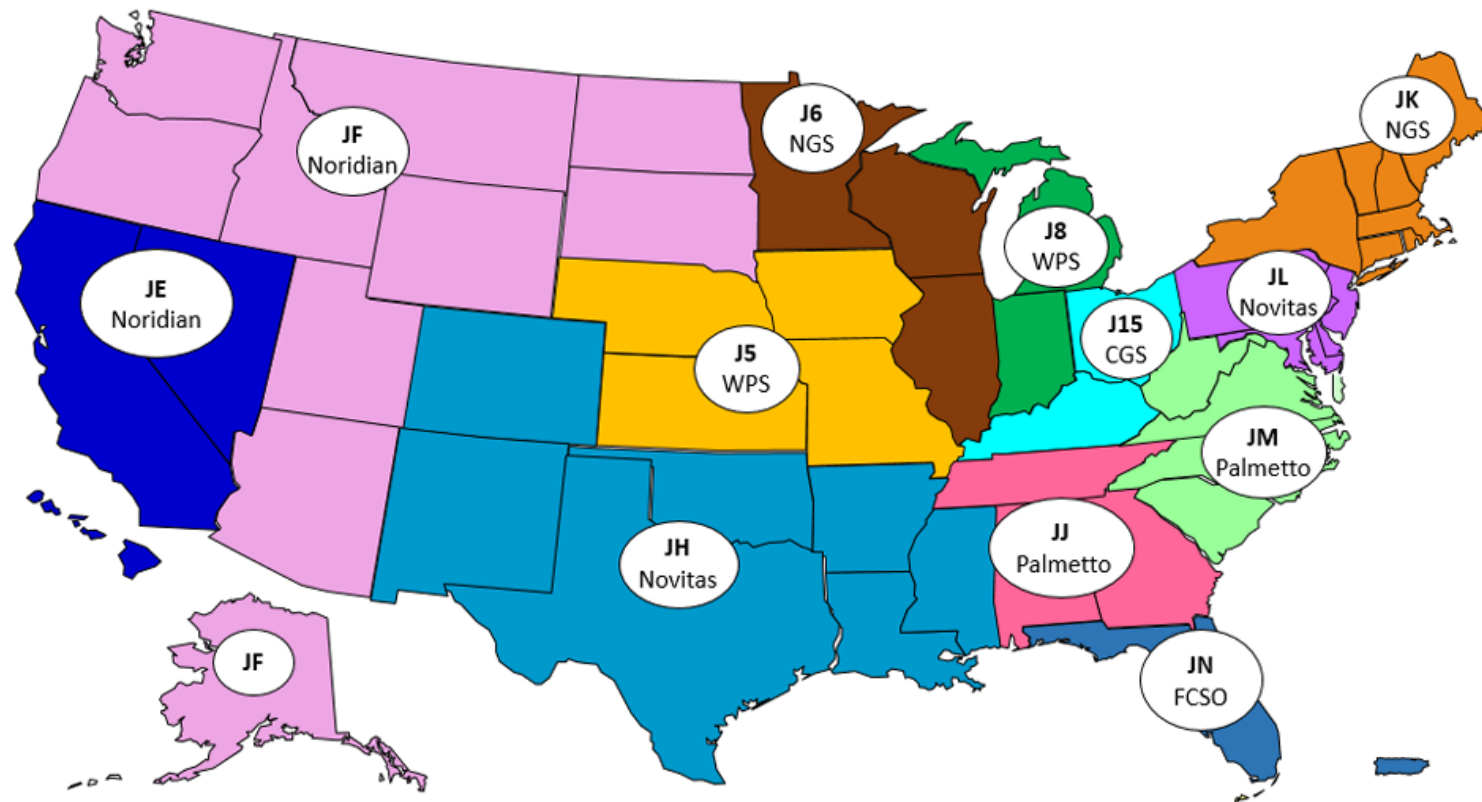 JF
Noridian
J6
NGS
JK
NGS
J8
WPS
JE
Noridian
JL
Novitas
J15
CGS
J5
WPS
JM
Palmetto
JH
Novitas
JJ
Palmetto
JF
JN
FCSO